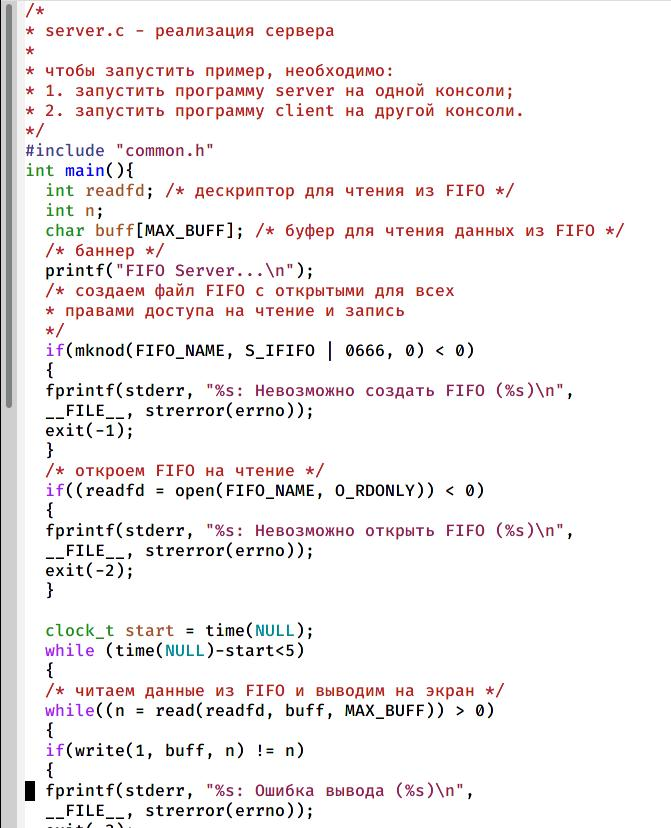 /*
* server.c - реализация сервера
*
* чтобы запустить пример, необходимо:
* 1. запустить программу server на одной консоли;
* 2. запустить программу client на другой консоли.
*/
#include "common.h"
int main(){
int readfd; /* дескриптор для чтения из FIFO */
int n;
char buff[MAX_BUFF]; /* буфер для чтения данных из FIFO */
/* баннер */
printf("FIFO Server...\n");
/* создаем файл FIFO с открытыми для всех
* правами доступа на чтение и запись
*/
if(mknod(FIFO_NAME, S_IFIFO | 0666, 0) < 0)
{
fprintf(stderr, "%s: Невозможно создать FIFO (%s)\n",
__FILE__, strerror(errno));
exit(-1);
}
/* откроем FIFO на чтение */
if((readfd = open(FIFO_NAME, O_RDONLY)) < 0)
{
fprintf(stderr, "%s: Невозможно открыть FIFO (%s)\n",
__FILE__, strerror(errno));
exit(-2);
}
clock_t start = time(NULL);
while (time(NULL)-start<5)
{
/* читаем данные из FIFO и выводим на экран */
while((n = read(readfd, buff, MAX_BUFF)) > 0)
{
if(write(1, buff, n) != n)
{
fprintf(stderr, "%s: Ошибка вывода (%s)\n",
__FILE__, strerror(errno));